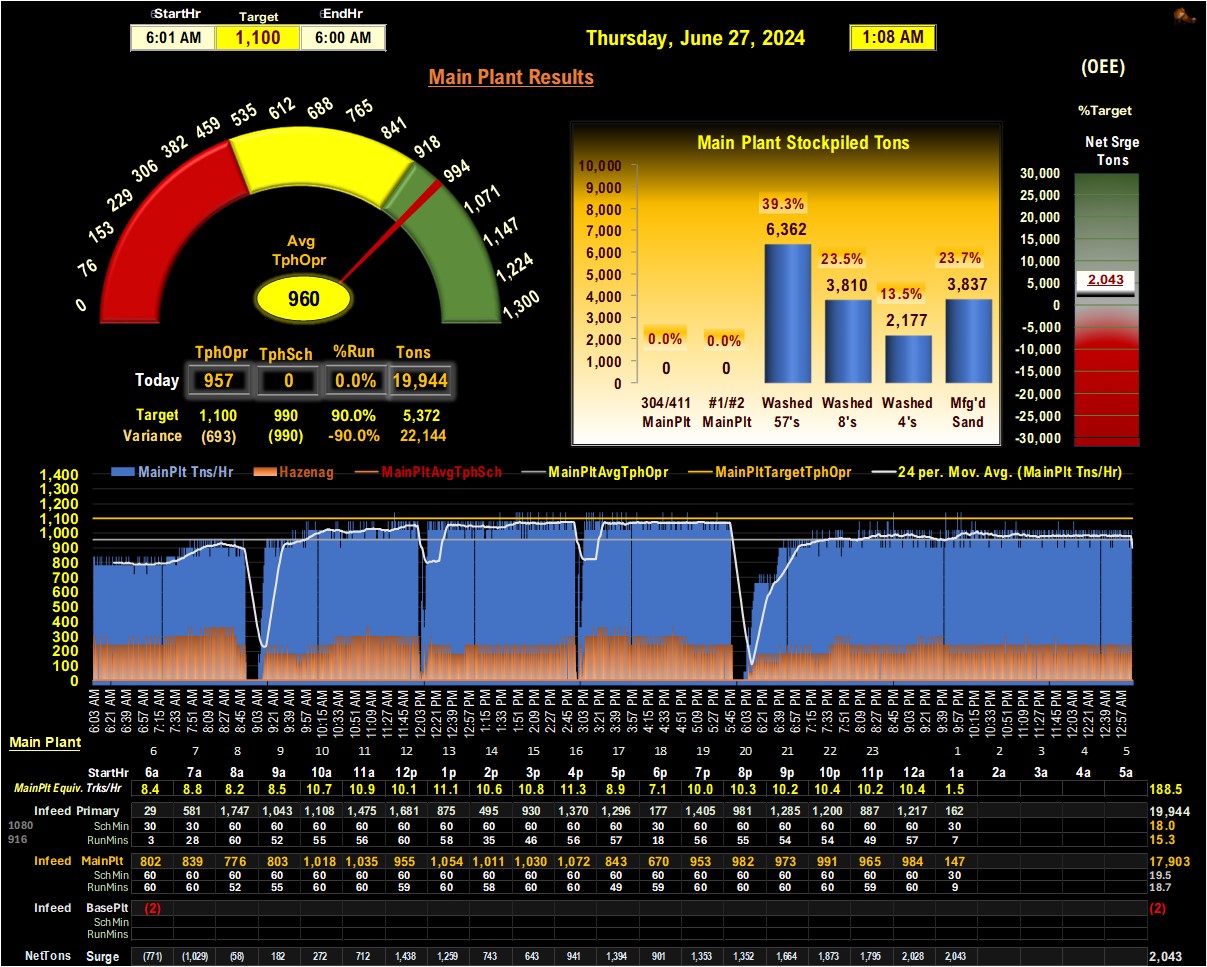 StartHr Target EndHr
6:01 AM 1,100 6:00 AM
Thursday, June 27, 2024 1:08 AM
Main Plant Results
(OEE)
%Target
Net Srge
Tons
30,000
25,000
20,000
15,000
10,000
5,000
2,043
0
-5,000
-10,000
-15,000
-20,000
-25,000
-30,000
0 76 153 229 306 382 459 535 612 688 765 841 918 994 1,071 1,147 1,224 1,300
Avg
TphOpr
960
TphOpr TphSch %Run Tons
Today 957 0 0.0% 19,944
Target 1,100 990 90.0% 5,372
Variance (693) (990) -90.0% 22,144
Main Plant Stockpiled Tons
10,000
9,000
8,000
7,000
6,000
5,000
4,000
3,000
2,000
1,000
0
0.0% 0.0% 39.3% 23.5% 13.5% 23.7%
0 0 6,362 3,810 2,177 3,837
304/411 #1/#2 Washed Washed Washed Mfg'd
MainPlt MainPlt 57's 8's 4's Sand
MainPlt Tns/Hr Hazenag MainPltAvgTphSch MainPltAvgTphOpr MainPltTargetTphOpr 24 per. Mov. Avg. (MainPlt Tns/Hr)
1,400
1,300
1,200
1,100
1,000
900
800
700
600
500
400
300
200
100
0
6:03 AM 6:21 AM 6:39 AM 6:57 AM 7:33 AM 7:51 AM 8:09 AM 8:27 AM 8:45 AM 9:03 AM 9:21 AM 9:39 AM 9:57 AM 10:15 AM 10:33 AM 10:51 AM 11:09 AM 11:27 AM 11:45 AM 12:03 PM 12:21 PM 12:39 PM 12:57 PM 1:15 PM 1:33 PM 1:51 PM 2:09 PM 2:27 PM 2:45 PM 3:03 PM 3:21 PM 3:39 PM 3:57 PM 4:15 PM 4:33 PM 4:51 PM 5:09 PM 5:27 PM 5:45 PM 6:03 PM 6:21 PM 6:39 PM 6:57 PM 7:15 PM 7:33 PM 7:51 PM 8:09 PM 8:27 PM 8:45 PM 9:03 PM 9:21 PM 9:39 PM 9:57 PM 10:15 PM 10:33 PM 10:51 PM 11:09 PM 11:27 PM 11:45 PM 12:03 AM 12:21 AM 12:39 AM 12:57 AM
Main Plant
6 7 8 9 10 11 12 13 14 15 16 17 18 19 20 21 22 23 1 2 3 4 5
StartHr 6a 7a 8a 9a 10a 11a 12p 1p 2p 3p 4p 5p 6p 7p 8p 9p 10p 11p 12a 1a 2a 3a 4a 5a
MainPlt Equiv. Trks/Hr 8.4 8.8 8.2 8.5 10.7 10.9 10.1 11.1 10.6 10.8 11.3 8.9 7.1 10.0 10.3 10.2 10.4 10.2 10.4 1.5 188.5
Infeed Primary 29 581 1,747 1,043 1,108 1,475 1,681 875 495 930 1,370 1,296 177 1,405 981 1,285 1,200 887 1,217 162 19,944
1080 SchMin 30 30 60 60 60 60 60 60 60 60 60 60 30 60 60 60 60 60 60 30 18.0
916 RunMins 3 28 60 52 55 56 60 58 35 46 56 57 18 56 55 54 54 49 57 7 15.3
Infeed MainPlt 802 839 776 803 1,018 1,035 955 1,054 1,011 1,030 1,072 843 670 953 982 973 991 965 984 147 17,903
SchMin 60 60 60 60 60 60 60 60 60 60 60 60 60 60 60 60 60 60 60 30 19.5
RunMins 60 60 52 55 60 60 59 60 58 60 60 49 59 60 60 60 60 59 60 9 18.7
Infeed BasePlt (2) (2)
SchMin
RunMins
NetTons Surge (771) (1,029) (58) 182 272 712 1,438 1,259 743 643 941 1,394 901 1,353 1,352 1,664 1,873 1,795 2,028 2,043 2,043